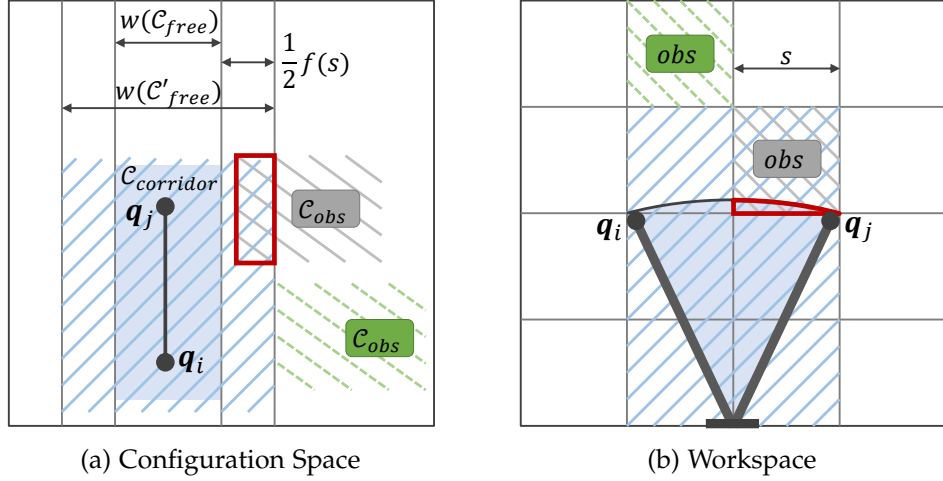 w(𝒞_free)
1/2 f(s)
w(𝒞'_free)
𝒞_corridor
q_j
q_i
𝒞_obs
𝒞_obs
(a) Configuration Space
obs
s
obs
q_i
q_j
(b) Workspace